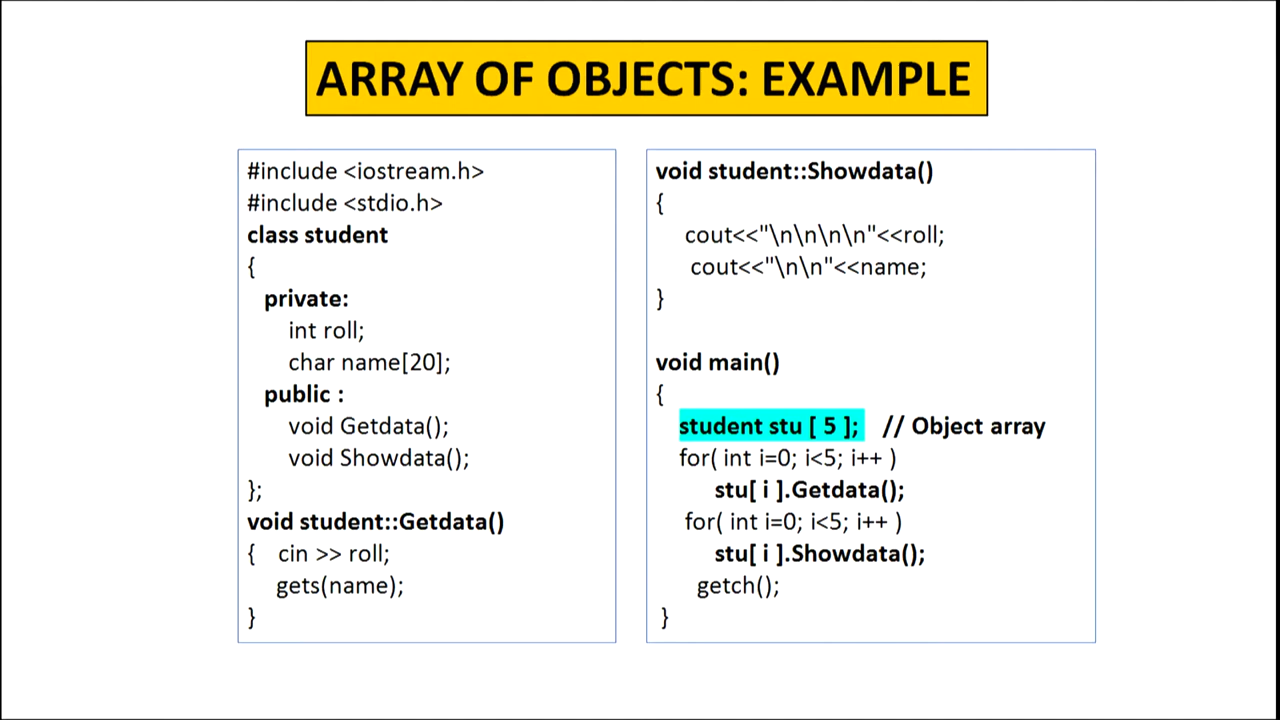 ARRAY OF OBJECTS: EXAMPLE
#include <iostream.h>
#include <stdio.h>
class student
{
private:
int roll;
char name[20];
public :
void Getdata();
void Showdata();
};
void student::Getdata()
{ cin >> roll;
gets(name);
}
void student::Showdata()
{
cout<<"\n\n\n\n"<<roll;
cout<<"\n\n"<<name;
}
void main()
{
student stu [ 5 ]; // Object array
for( int i=0; i<5; i++ )
stu[ i ].Getdata();
for( int i=0; i<5; i++ )
stu[ i ].Showdata();
getch();
}